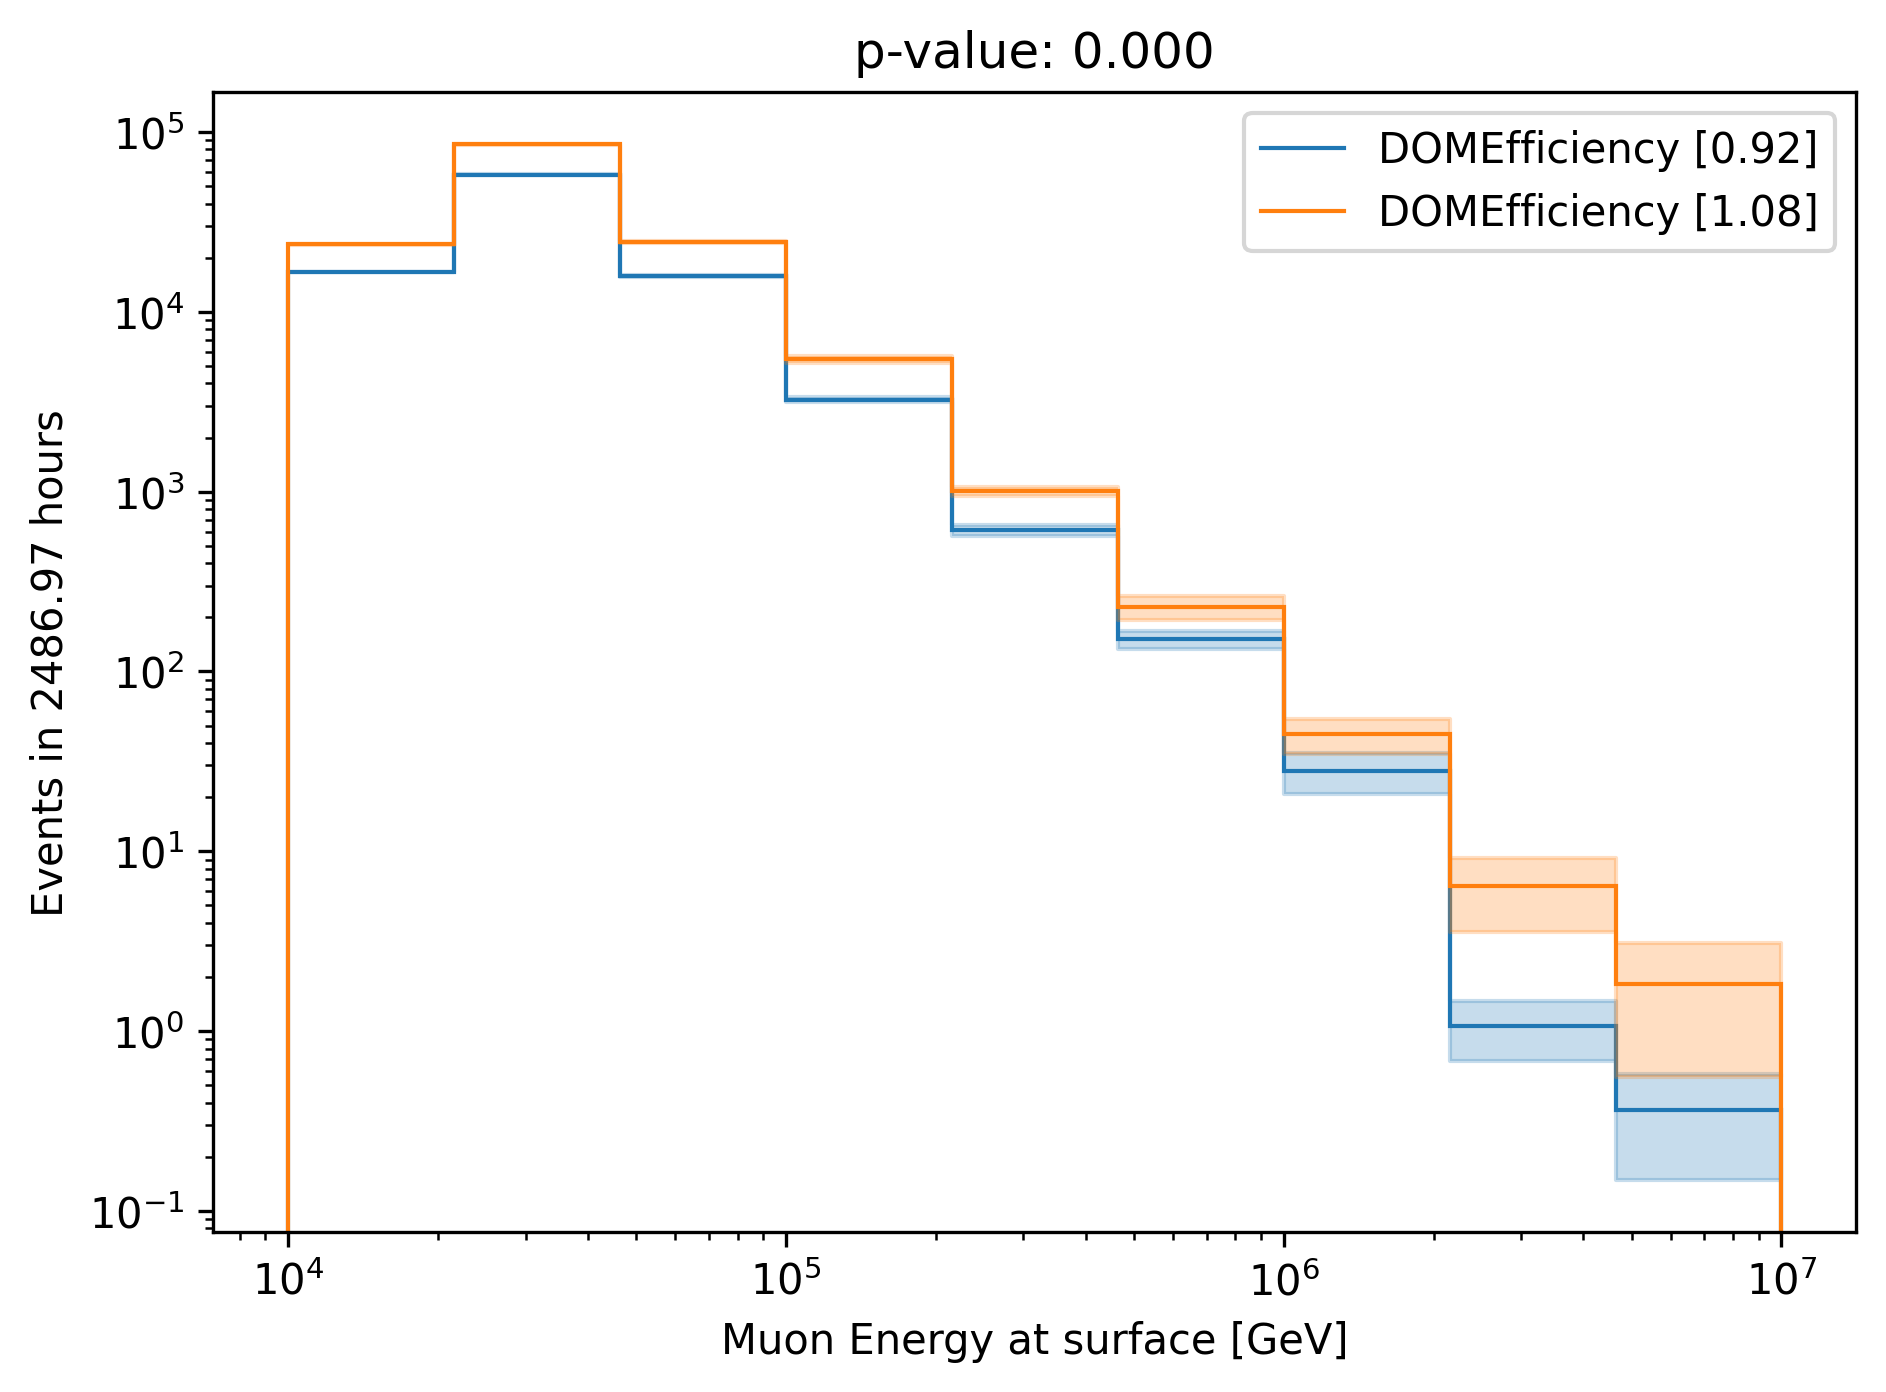 p-value: 0.000
DOMEfficiency [0.92]
DOMEfficiency [1.08]
Events in 2486.97 hours
10⁵
10⁴
10³
10²
10¹
10⁰
10⁻¹
10⁴ 10⁵ 10⁶ 10⁷
Muon Energy at surface [GeV]